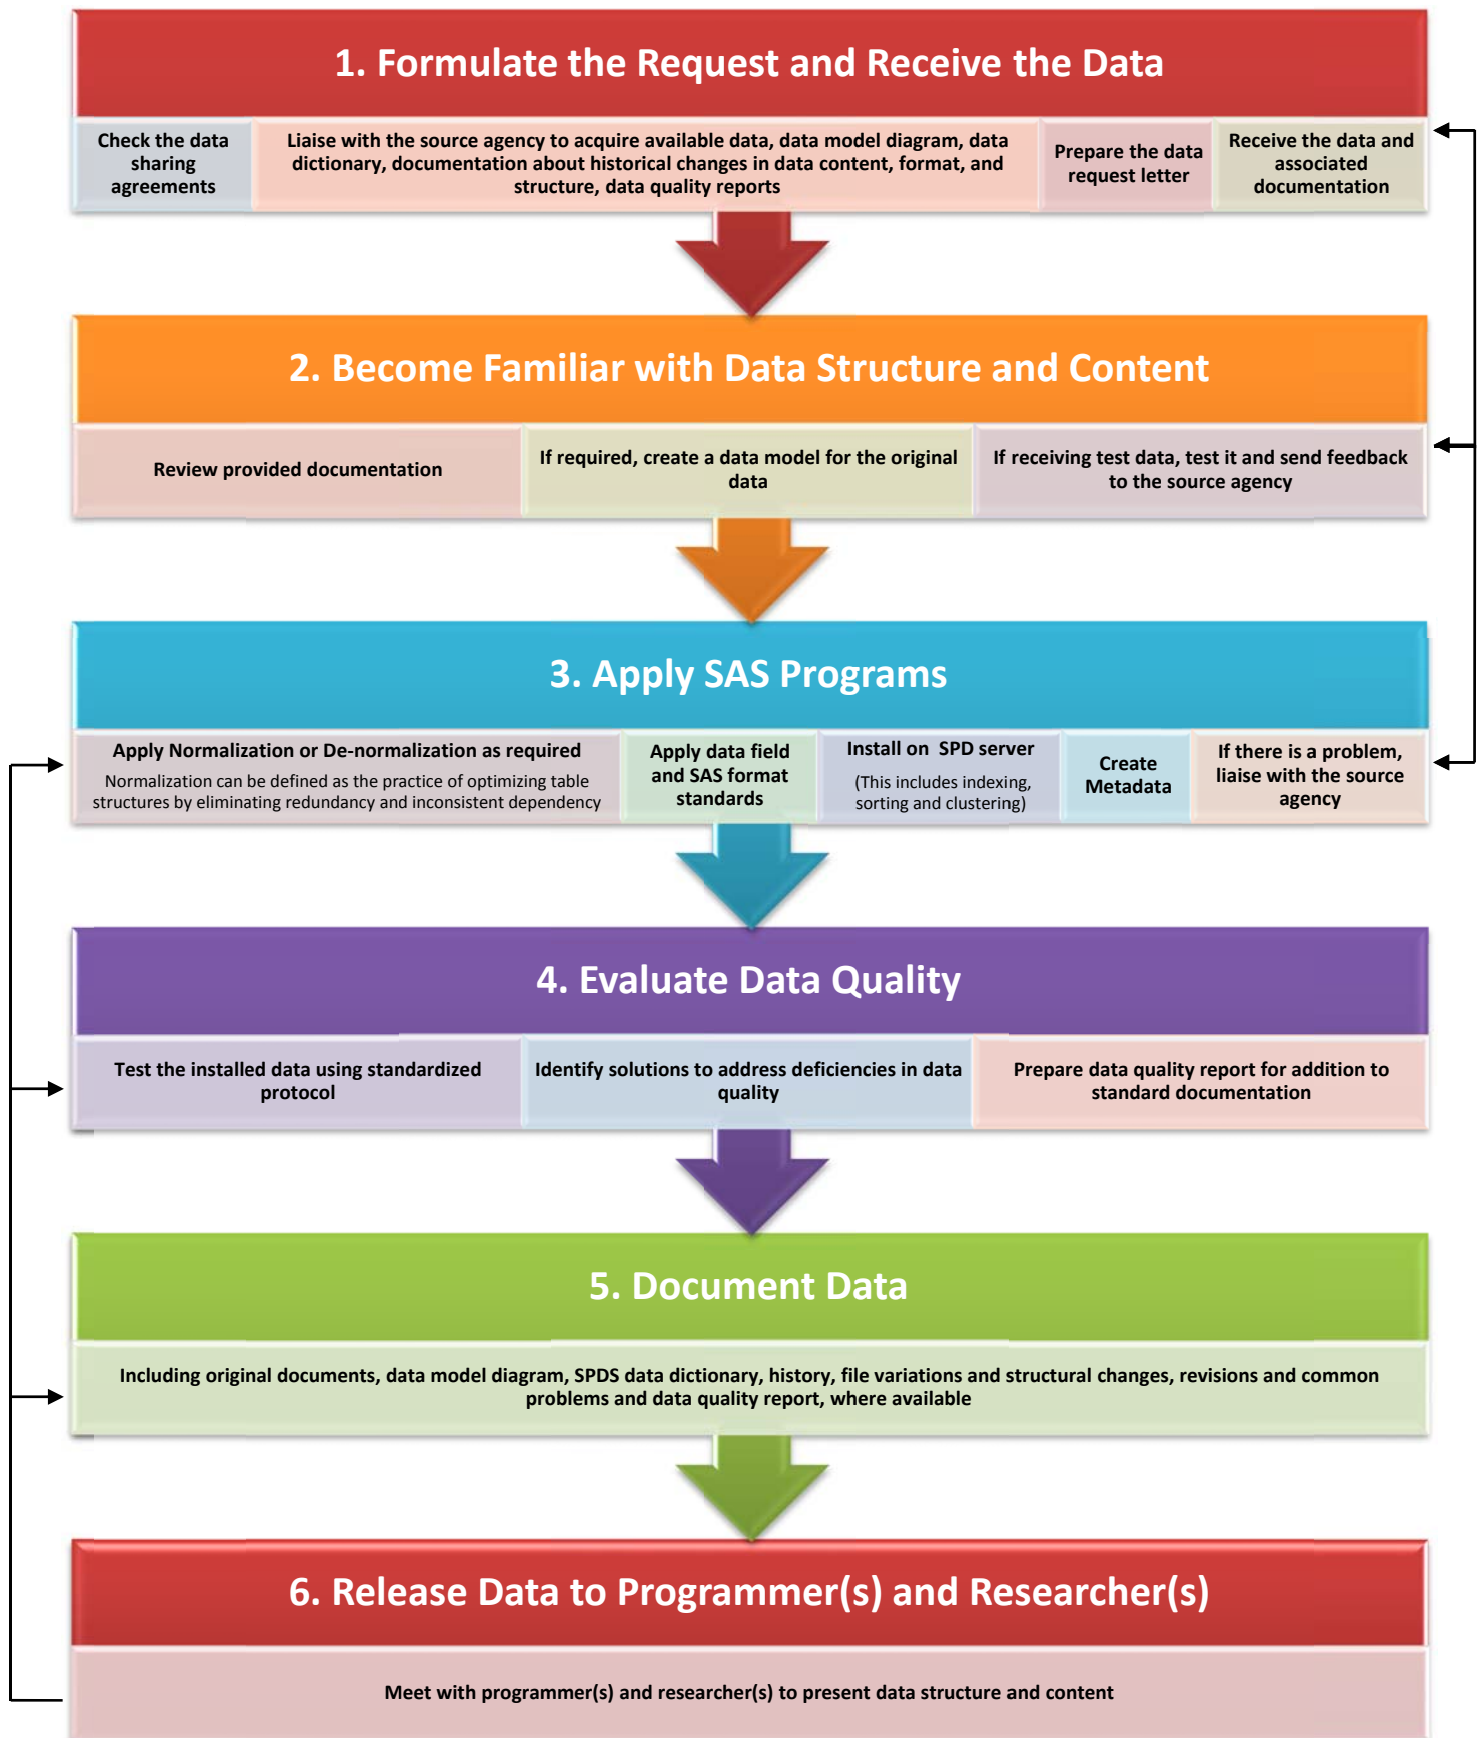 1. Formulate the Request and Receive the Data
Check the data
sharing
agreements
Liaise with the source agency to acquire available data, data model diagram, data
dictionary, documentation about historical changes in data content, format, and
structure, data quality reports
Prepare the data
request letter
Receive the data and
associated
documentation
2. Become Familiar with Data Structure and Content
Review provided documentation
If required, create a data model for the original
data
If receiving test data, test it and send feedback
to the source agency
3. Apply SAS Programs
Apply Normalization or De-normalization as required
Normalization can be defined as the practice of optimizing table
structures by eliminating redundancy and inconsistent dependency
Apply data field
and SAS format
standards
Install on SPD server
(This includes indexing,
sorting and clustering)
Create
Metadata
If there is a problem,
liaise with the source
agency
4. Evaluate Data Quality
Test the installed data using standardized
protocol
Identify solutions to address deficiencies in data
quality
Prepare data quality report for addition to
standard documentation
5. Document Data
Including original documents, data model diagram, SPDS data dictionary, history, file variations and structural changes, revisions and common
problems and data quality report, where available
6. Release Data to Programmer(s) and Researcher(s)
Meet with programmer(s) and researcher(s) to present data structure and content